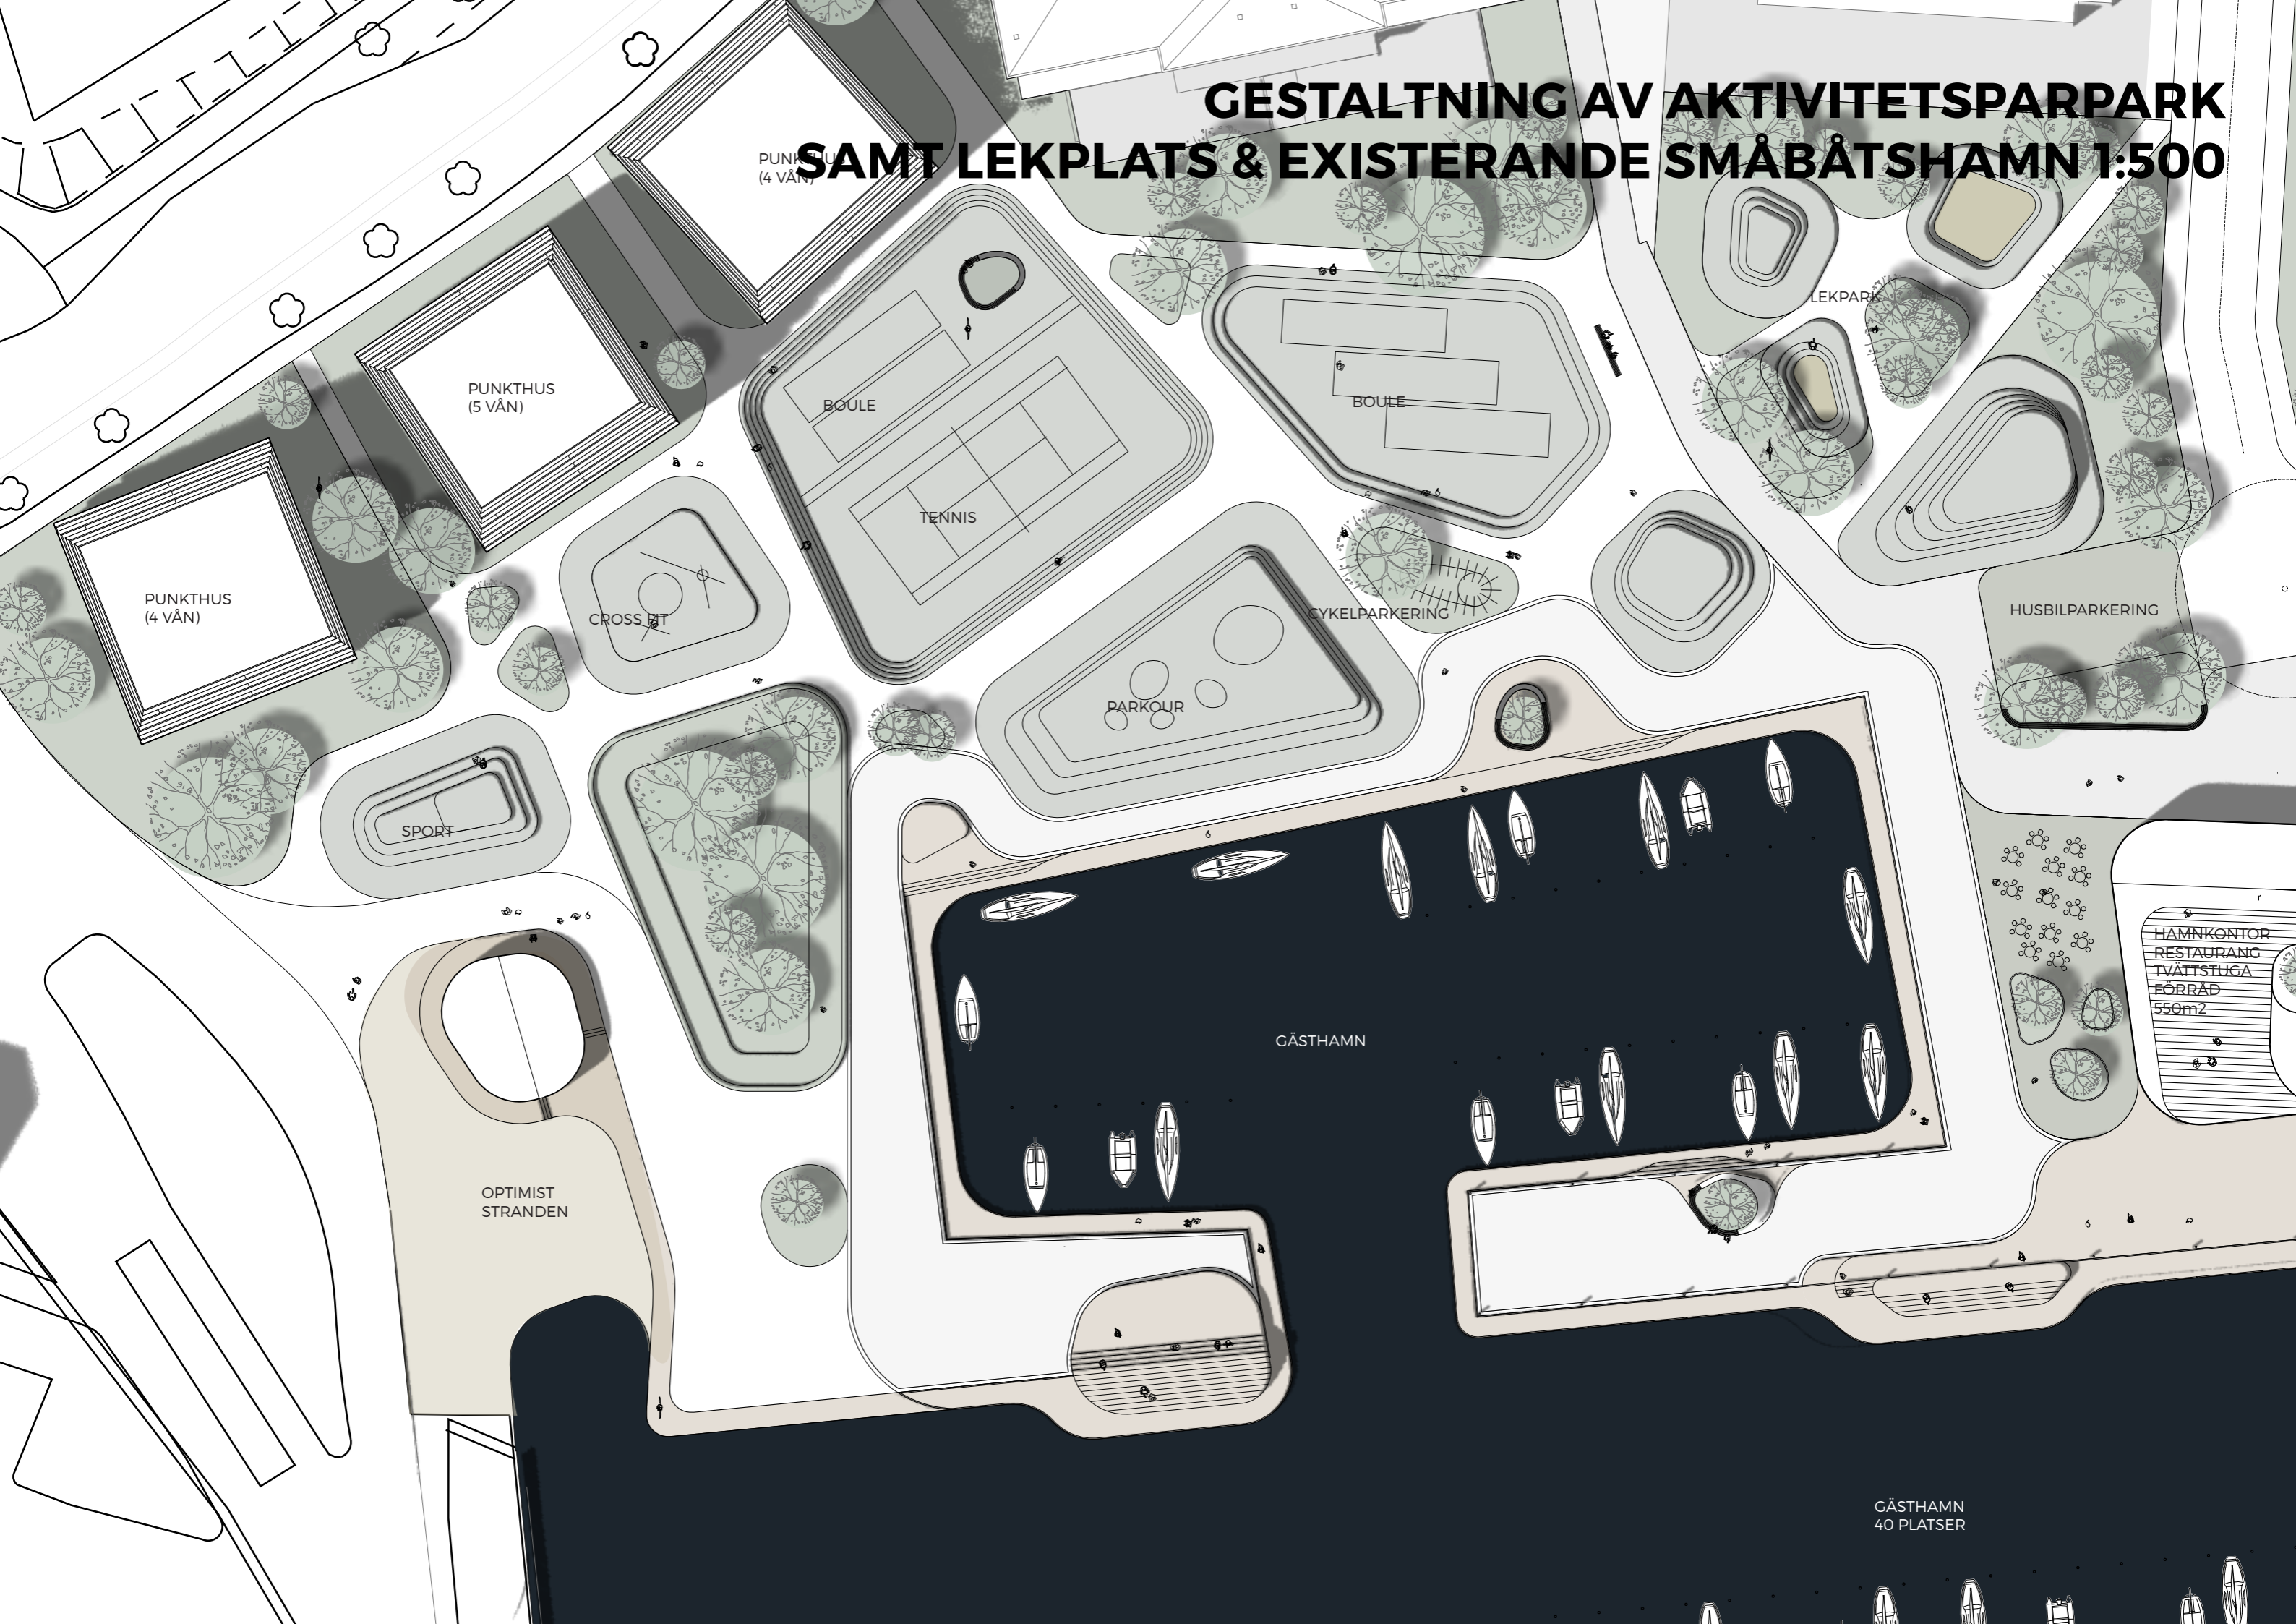 GESTALTNING AV AKTIVITETSPARPARK
SAMT LEKPLATS & EXISTERANDE SMÅBÅTSHAMN 1:500
PUNKTHUS
(4 VÅN)
PUNKTHUS
(5 VÅN)
PUNKTHUS
(4 VÅN)
BOULE
TENNIS
BOULE
LEKPARK
CROSS FIT
CYKELPARKERING
HUSBILPARKERING
PARKOUR
SPORT
HAMNKONTOR
RESTAURANG
TVÄTTSTUGA
FÖRRÅD
550m2
GÄSTHAMN
OPTIMIST
STRANDEN
GÄSTHAMN
40 PLATSER